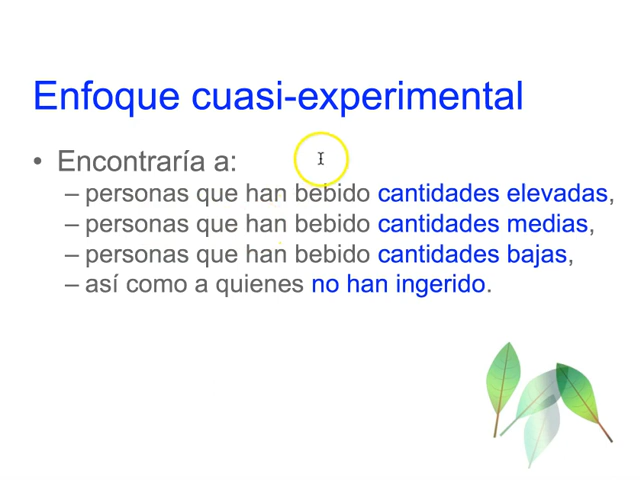 Enfoque cuasi-experimental
• Encontraría a:
– personas que han bebido cantidades elevadas,
– personas que han bebido cantidades medias,
– personas que han bebido cantidades bajas,
– así como a quienes no han ingerido.